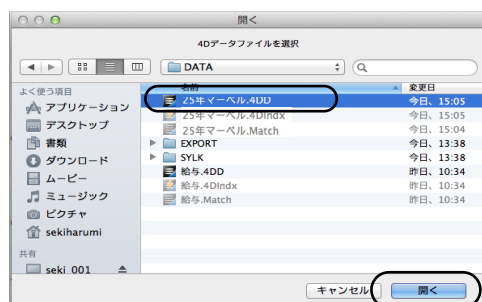 開く
4Dデータファイルを選択
DATA
名前 変更日
よく使う項目
アプリケーション
デスクトップ
書類
ダウンロード
ムービー
ミュージック
ピクチャ
sekiharumi
共有
seki_001
25年マーベル.4DD 今日、15:05
25年マーベル.4DIndx 今日、15:05
25年マーベル.Match 今日、15:04
EXPORT 今日、13:38
SYLK 今日、13:38
給与.4DD 昨日、10:34
給与.4DIndx 昨日、10:34
給与.Match 昨日、10:34
キャンセル 開く